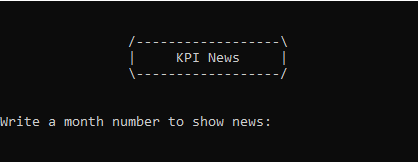 /------------------\
|     KPI News     |
\------------------/
Write a month number to show news: